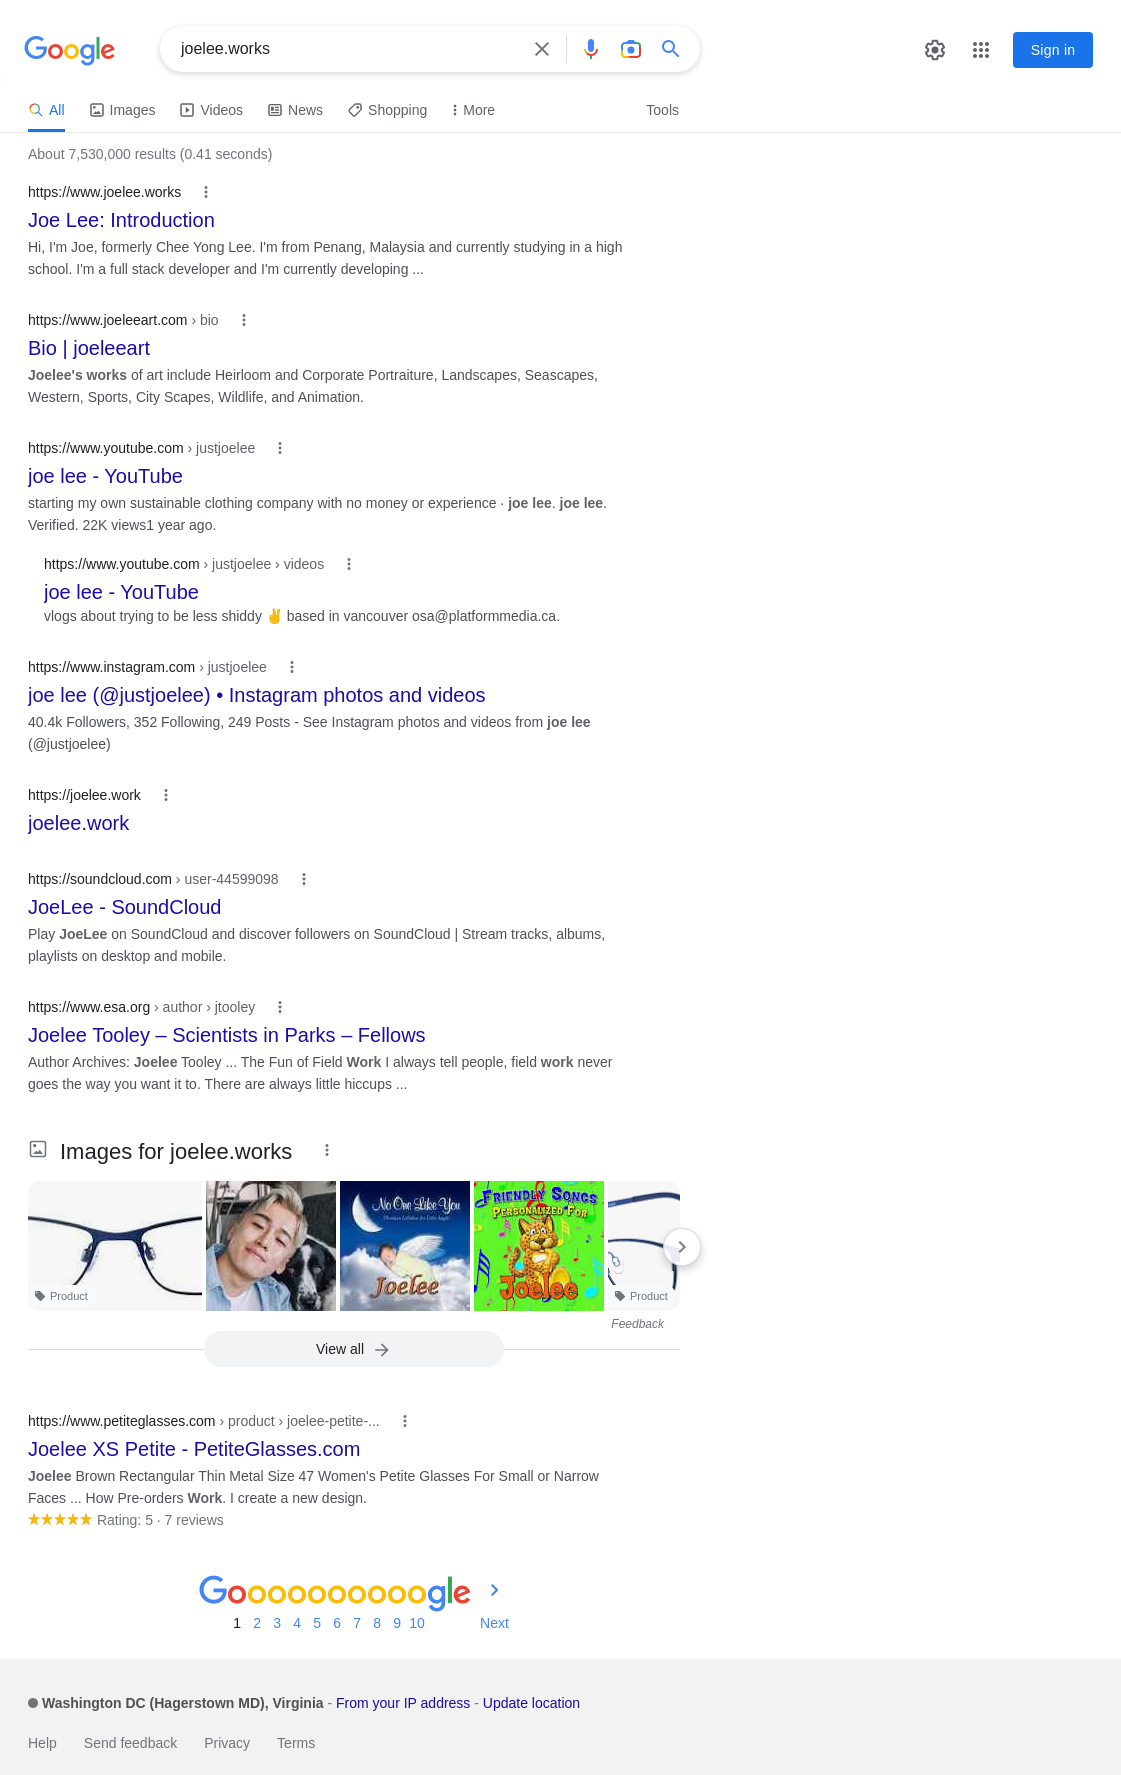 Google
joelee.works
Sign in
All
Images
Videos
News
Shopping
More
Tools
About 7,530,000 results (0.41 seconds)
https://www.joelee.works
Joe Lee: Introduction
Hi, I'm Joe, formerly Chee Yong Lee. I'm from Penang, Malaysia and currently studying in a high
school. I'm a full stack developer and I'm currently developing ...
https://www.joeleeart.com › bio
Bio | joeleeart
Joelee's works of art include Heirloom and Corporate Portraiture, Landscapes, Seascapes,
Western, Sports, City Scapes, Wildlife, and Animation.
https://www.youtube.com › justjoelee
joe lee - YouTube
starting my own sustainable clothing company with no money or experience · joe lee. joe lee.
Verified. 22K views1 year ago.
https://www.youtube.com › justjoelee › videos
joe lee - YouTube
vlogs about trying to be less shiddy ✌ based in vancouver osa@platformmedia.ca.
https://www.instagram.com › justjoelee
joe lee (@justjoelee) • Instagram photos and videos
40.4k Followers, 352 Following, 249 Posts - See Instagram photos and videos from joe lee
(@justjoelee)
https://joelee.work
joelee.work
https://soundcloud.com › user-44599098
JoeLee - SoundCloud
Play JoeLee on SoundCloud and discover followers on SoundCloud | Stream tracks, albums,
playlists on desktop and mobile.
https://www.esa.org › author › jtooley
Joelee Tooley – Scientists in Parks – Fellows
Author Archives: Joelee Tooley ... The Fun of Field Work I always tell people, field work never
goes the way you want it to. There are always little hiccups ...
Images for joelee.works
Product
No One Like You
Joelee
FRIENDLY SONGS
PERSONALIZED FOR
Joelee
Product
Feedback
View all
https://www.petiteglasses.com › product › joelee-petite-...
Joelee XS Petite - PetiteGlasses.com
Joelee Brown Rectangular Thin Metal Size 47 Women's Petite Glasses For Small or Narrow
Faces ... How Pre-orders Work. I create a new design.
Rating: 5 · 7 reviews
Goooooooooogle
1 2 3 4 5 6 7 8 9 10 Next
Washington DC (Hagerstown MD), Virginia - From your IP address - Update location
Help Send feedback Privacy Terms